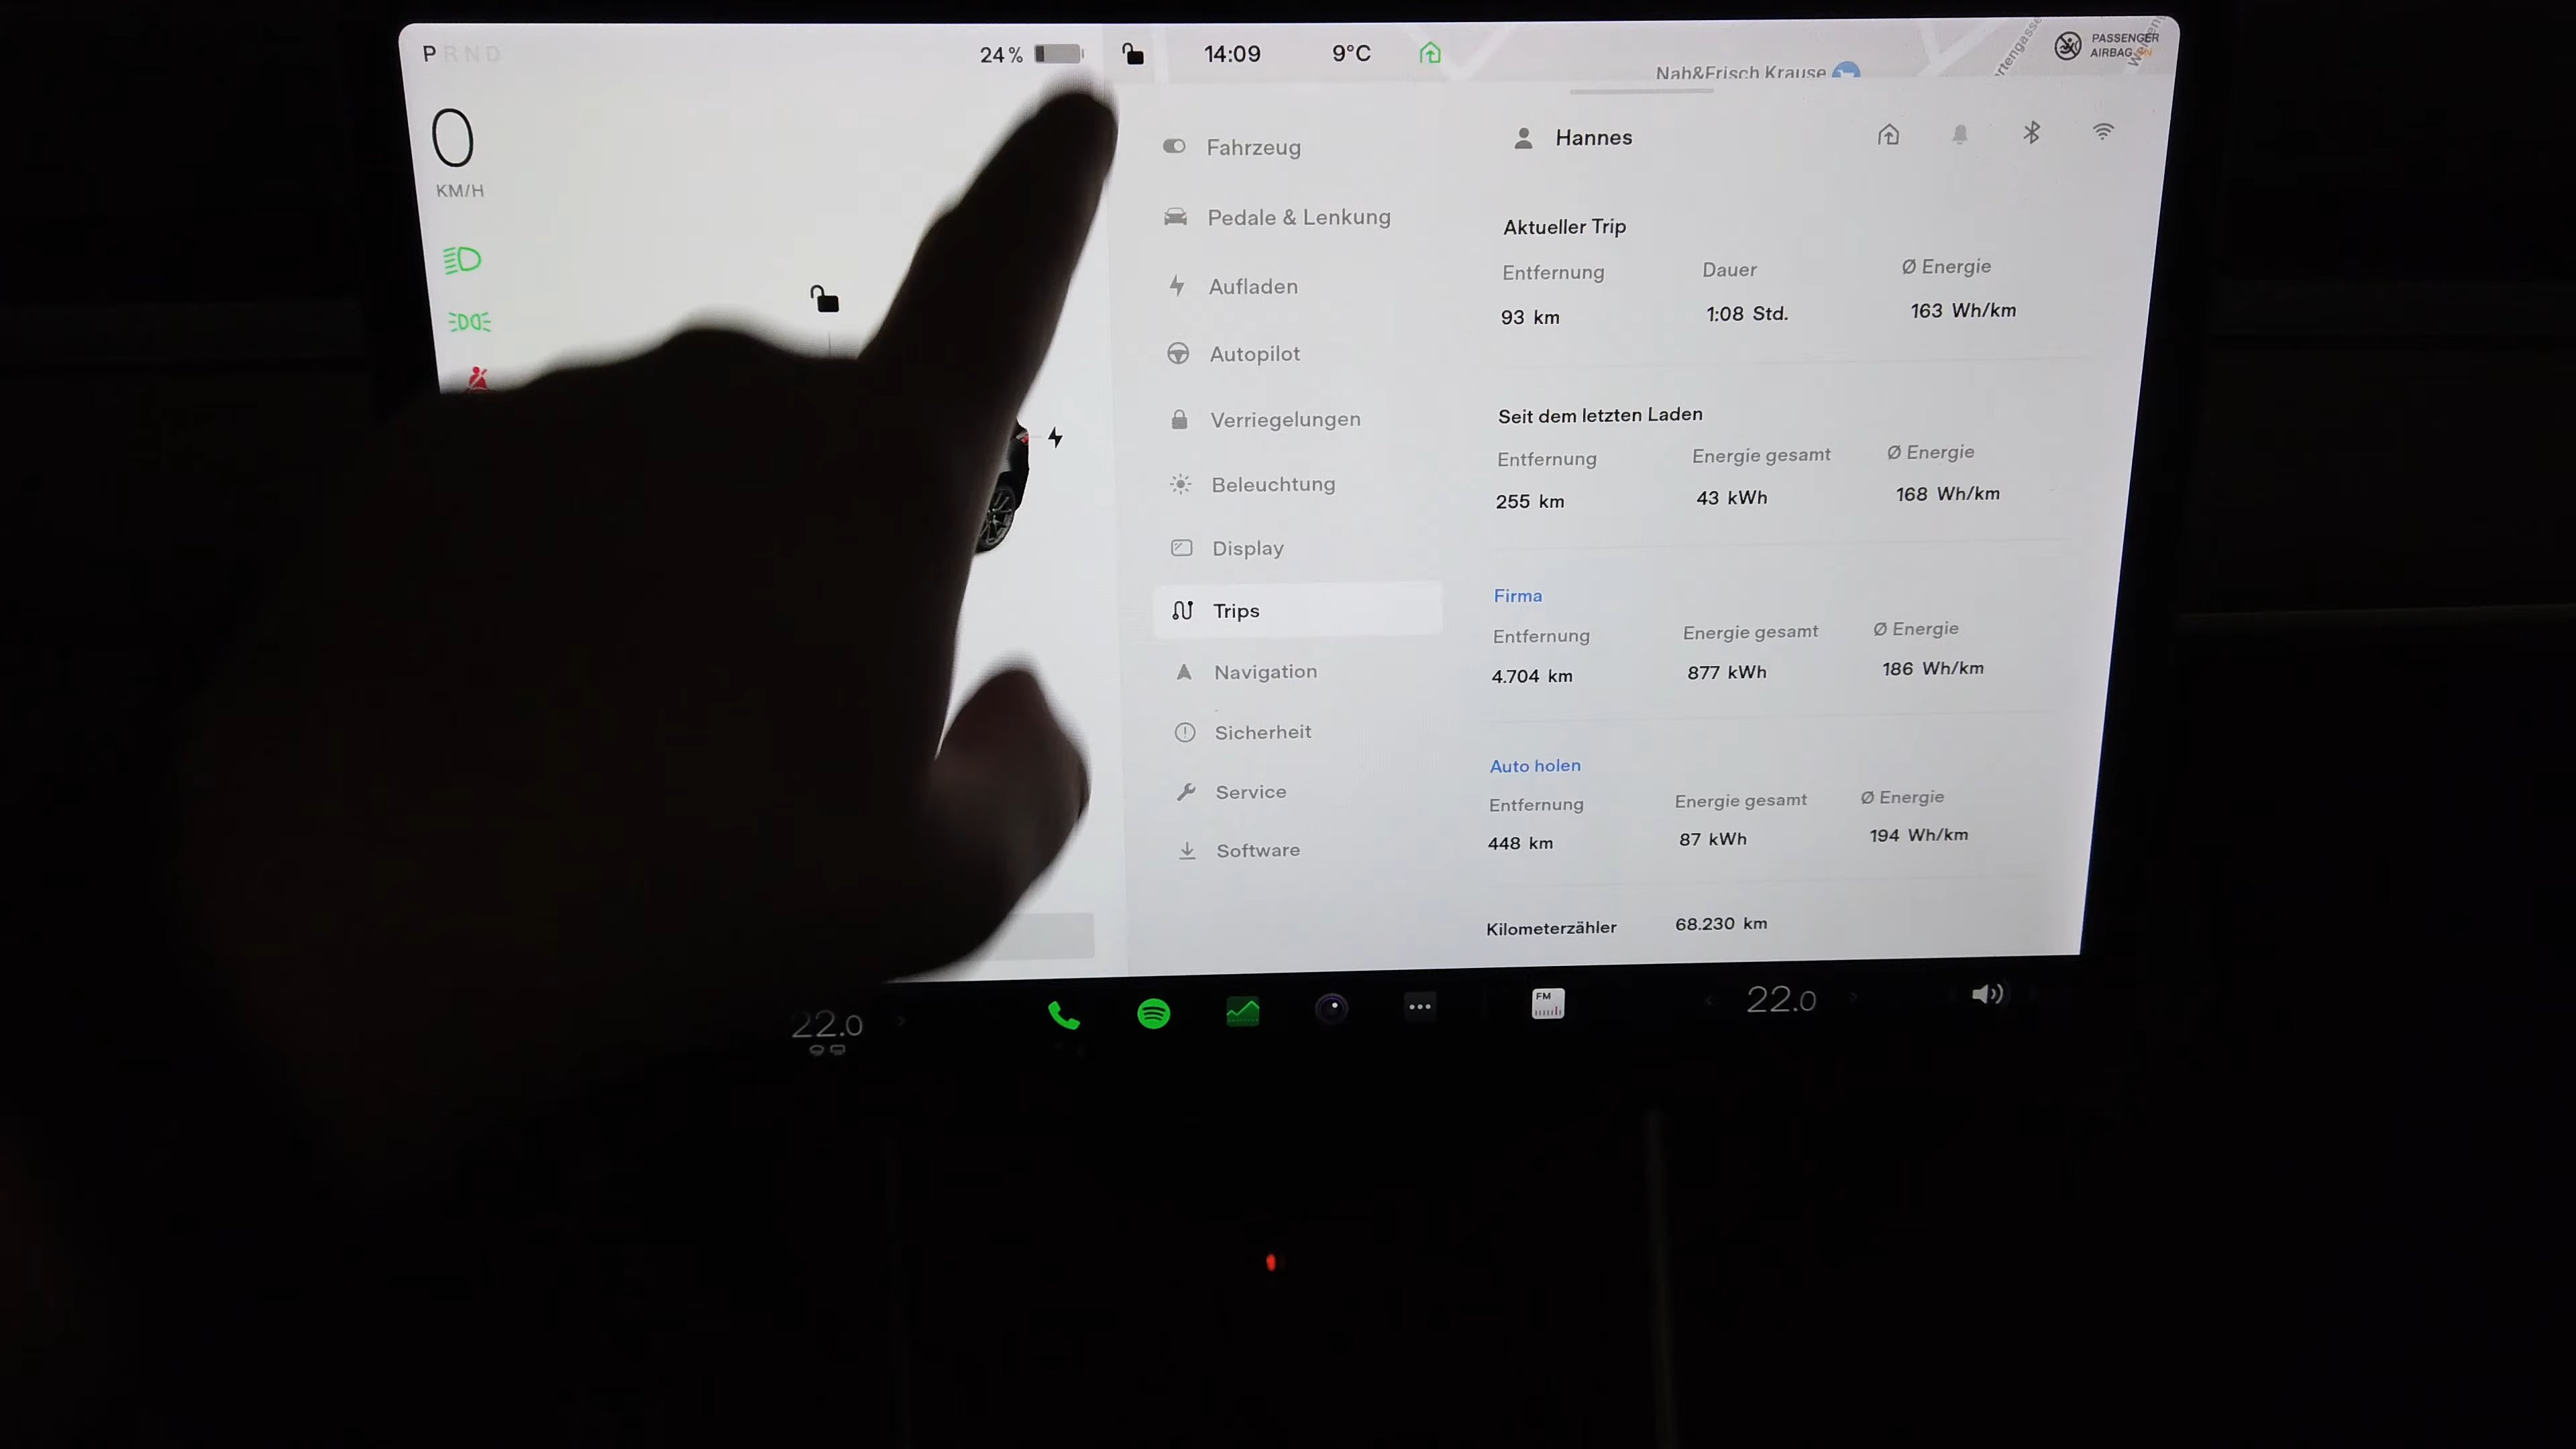 P R N D
24 %
14:09
9°C
Nah&Frisch Krause
PASSENGER
AIRBAG
0
KM/H
Fahrzeug
Pedale & Lenkung
Aufladen
Autopilot
Verriegelungen
Beleuchtung
Display
Trips
Navigation
Sicherheit
Service
Software
Hannes
Aktueller Trip
Entfernung Dauer Ø Energie
93 km 1:08 Std. 163 Wh/km
Seit dem letzten Laden
Entfernung Energie gesamt Ø Energie
255 km 43 kWh 168 Wh/km
Firma
Entfernung Energie gesamt Ø Energie
4.704 km 877 kWh 186 Wh/km
Auto holen
Entfernung Energie gesamt Ø Energie
448 km 87 kWh 194 Wh/km
Kilometerzähler 68.230 km
22.0
FM
22.0